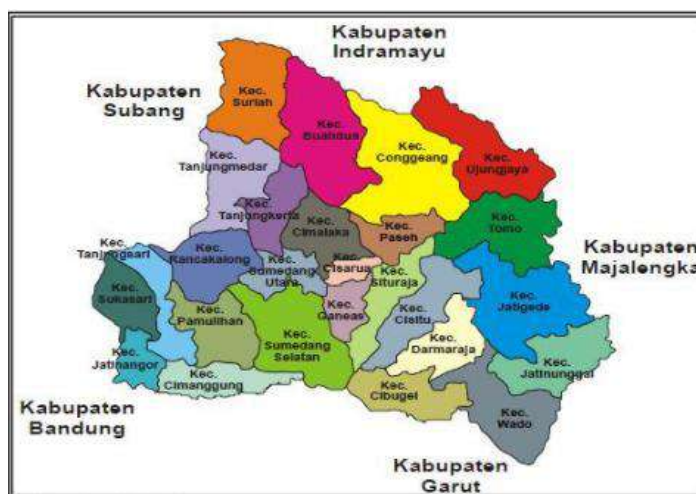 Kabupaten
Indramayu
Kabupaten
Subang
Kec.
Suriah
Kec.
Buahdua
Kec.
Conggeang
Kec.
Ujungjaya
Kec.
Tanjungmedar
Kec.
Tanjungkerta
Kec.
Cimalaka
Kec.
Paseh
Kec.
Tomo
Kec.
Tanjungsari
Kec.
Rancakalong
Kec.
Sumedang
Utara
Kec.
Cisarua
Kec.
Situraja
Kabupaten
Majalengka
Kec.
Sukasari
Kec.
Pamulihan
Kec.
Ganeas
Kec.
Cisitu
Kec.
Jatigede
Kec.
Sumedang
Selatan
Kec.
Darmaraja
Kec.
Jatinangor
Kec.
Cimanggung
Kec.
Jatinunggal
Kec.
Cibugel
Kec.
Wado
Kabupaten
Bandung
Kabupaten
Garut